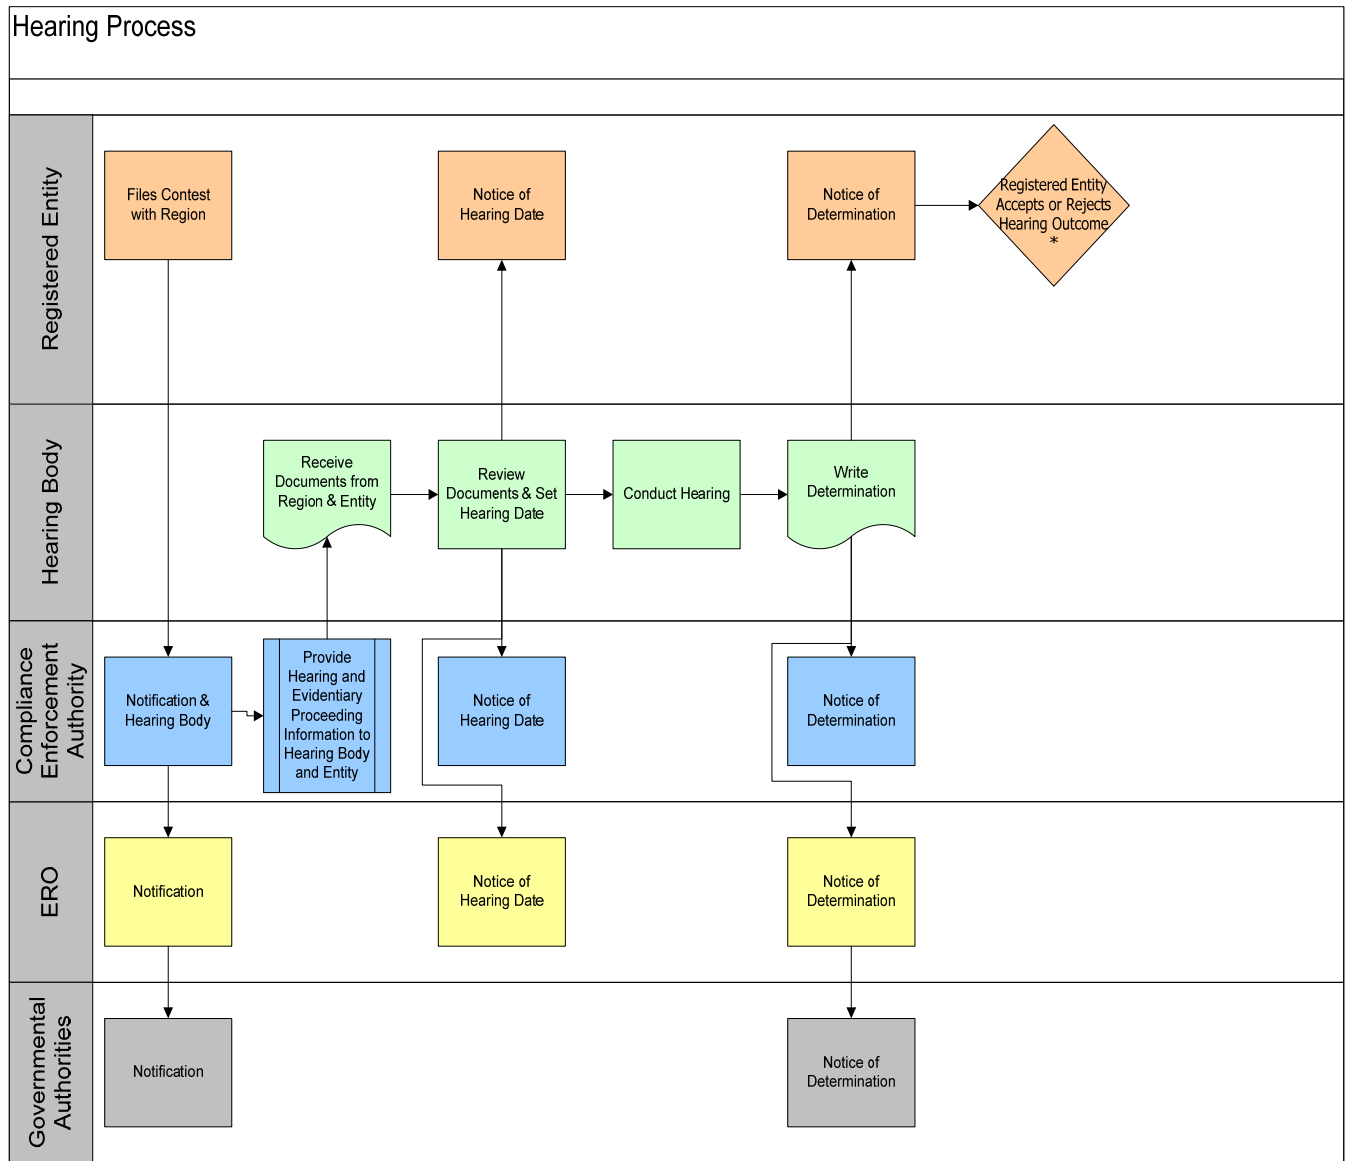 Hearing Process
Registered Entity
Files Contest
with Region
Notice of
Hearing Date
Notice of
Determination
Registered Entity
Accepts or Rejects
Hearing Outcome
*
Hearing Body
Receive
Documents from
Region & Entity
Review
Documents & Set
Hearing Date
Conduct Hearing
Write
Determination
Compliance
Enforcement
Authority
Notification &
Hearing Body
Provide
Hearing and
Evidentiary
Proceeding
Information to
Hearing Body
and Entity
Notice of
Hearing Date
Notice of
Determination
ERO
Notification
Notice of
Hearing Date
Notice of
Determination
Governmental
Authorities
Notification
Notice of
Determination